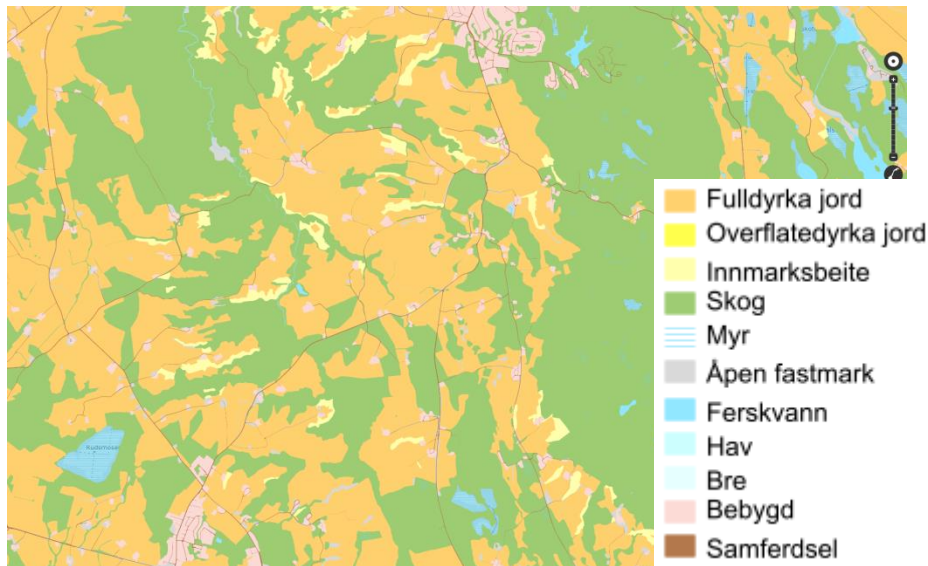 Fulldyrka jord
Overflatedyrka jord
Innmarksbeite
Skog
Myr
Åpen fastmark
Ferskvann
Hav
Bre
Bebygd
Samferdsel